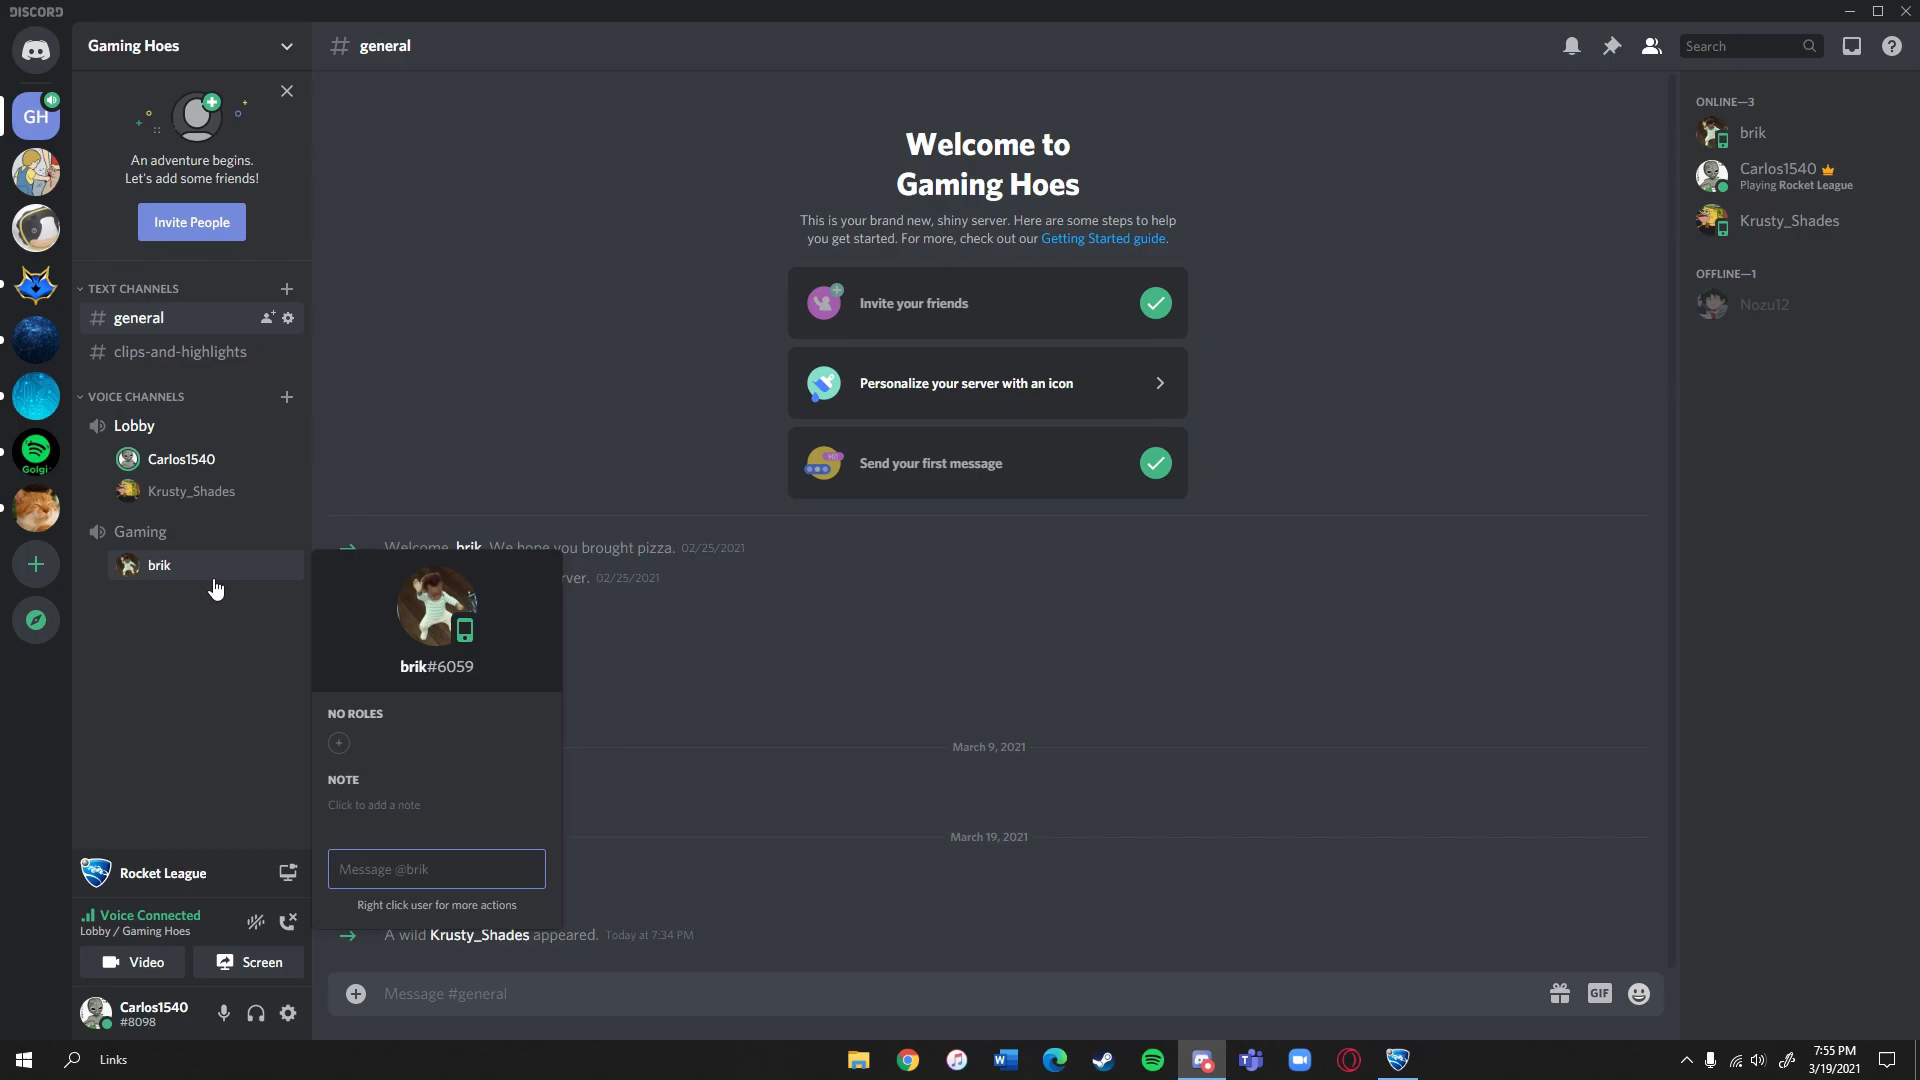 DISCORD
Gaming Hoes
general
Search
GH
An adventure begins.
Let's add some friends!
Invite People
TEXT CHANNELS
general
clips-and-highlights
VOICE CHANNELS
Lobby
Carlos1540
Krusty_Shades
Gaming
brik
Golgi
Rocket League
Voice Connected
Lobby / Gaming Hoes
Video
Screen
Carlos1540
#8098
Welcome to
Gaming Hoes
This is your brand new, shiny server. Here are some steps to help
you get started. For more, check out our Getting Started guide.
Invite your friends
Personalize your server with an icon
Hi!
Send your first message
Welcome, brik. We hope you brought pizza. 02/25/2021
rver. 02/25/2021
brik#6059
NO ROLES
NOTE
Click to add a note
Message @brik
Right click user for more actions
March 9, 2021
March 19, 2021
A wild Krusty_Shades appeared. Today at 7:34 PM
Message #general
GIF
ONLINE—3
brik
Carlos1540
Playing Rocket League
Krusty_Shades
OFFLINE—1
Nozu12
Links
7:55 PM
3/19/2021